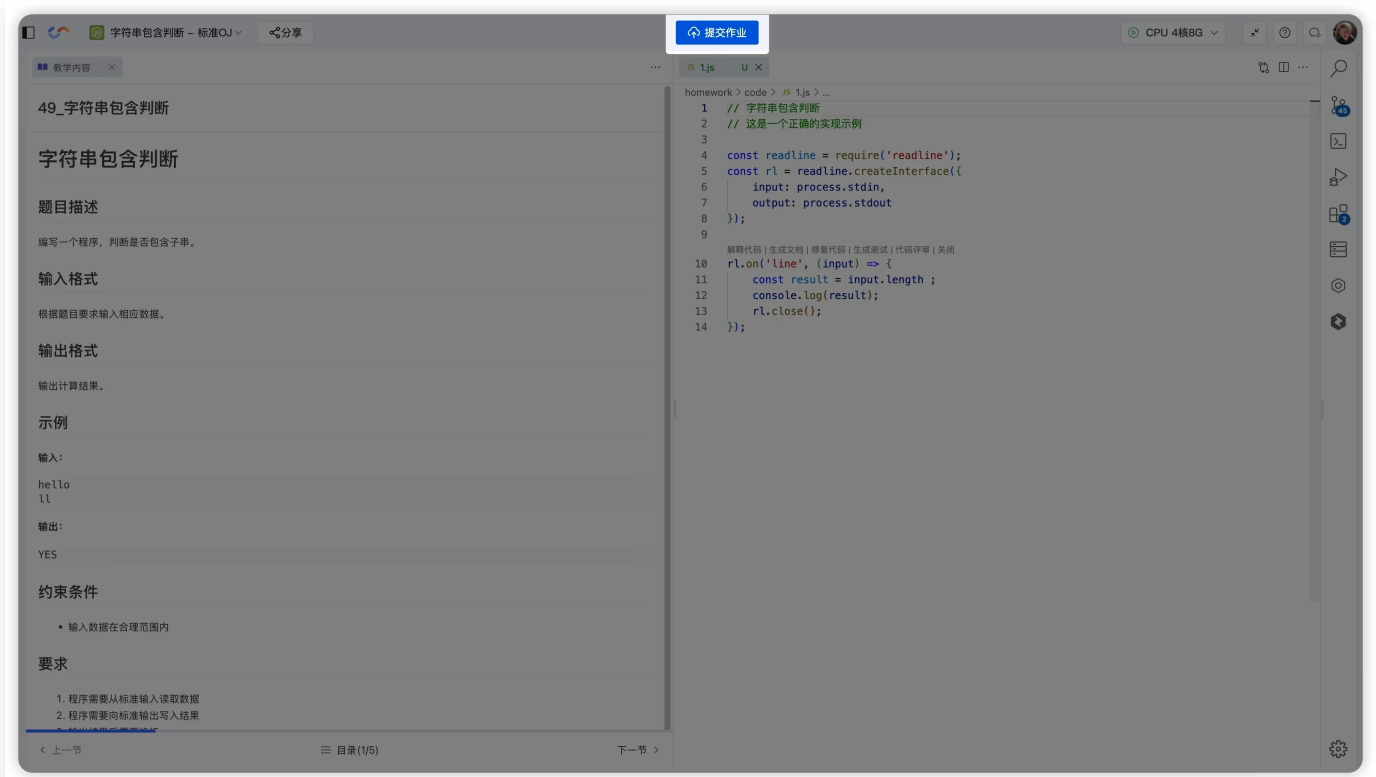 字符串包含判断 – 标准OJ
分享
提交作业
CPU 4核8G
教学内容
JS 1.js U
49_字符串包含判断
字符串包含判断
题目描述
编写一个程序，判断是否包含子串。
输入格式
根据题目要求输入相应数据。
输出格式
输出计算结果。
示例
输入：
hello
ll
输出：
YES
约束条件
• 输入数据在合理范围内
要求
1. 程序需要从标准输入读取数据
2. 程序需要向标准输出写入结果
上一节
目录(1/5)
下一节
homework > code > JS 1.js > ...
1 // 字符串包含判断
2 // 这是一个正确的实现示例
3
4 const readline = require('readline');
5 const rl = readline.createInterface({
6 input: process.stdin,
7 output: process.stdout
8 });
9
解释代码 | 生成文档 | 修复代码 | 生成测试 | 代码评审 | 关闭
10 rl.on('line', (input) => {
11 const result = input.length ;
12 console.log(result);
13 rl.close();
14 });
45
2